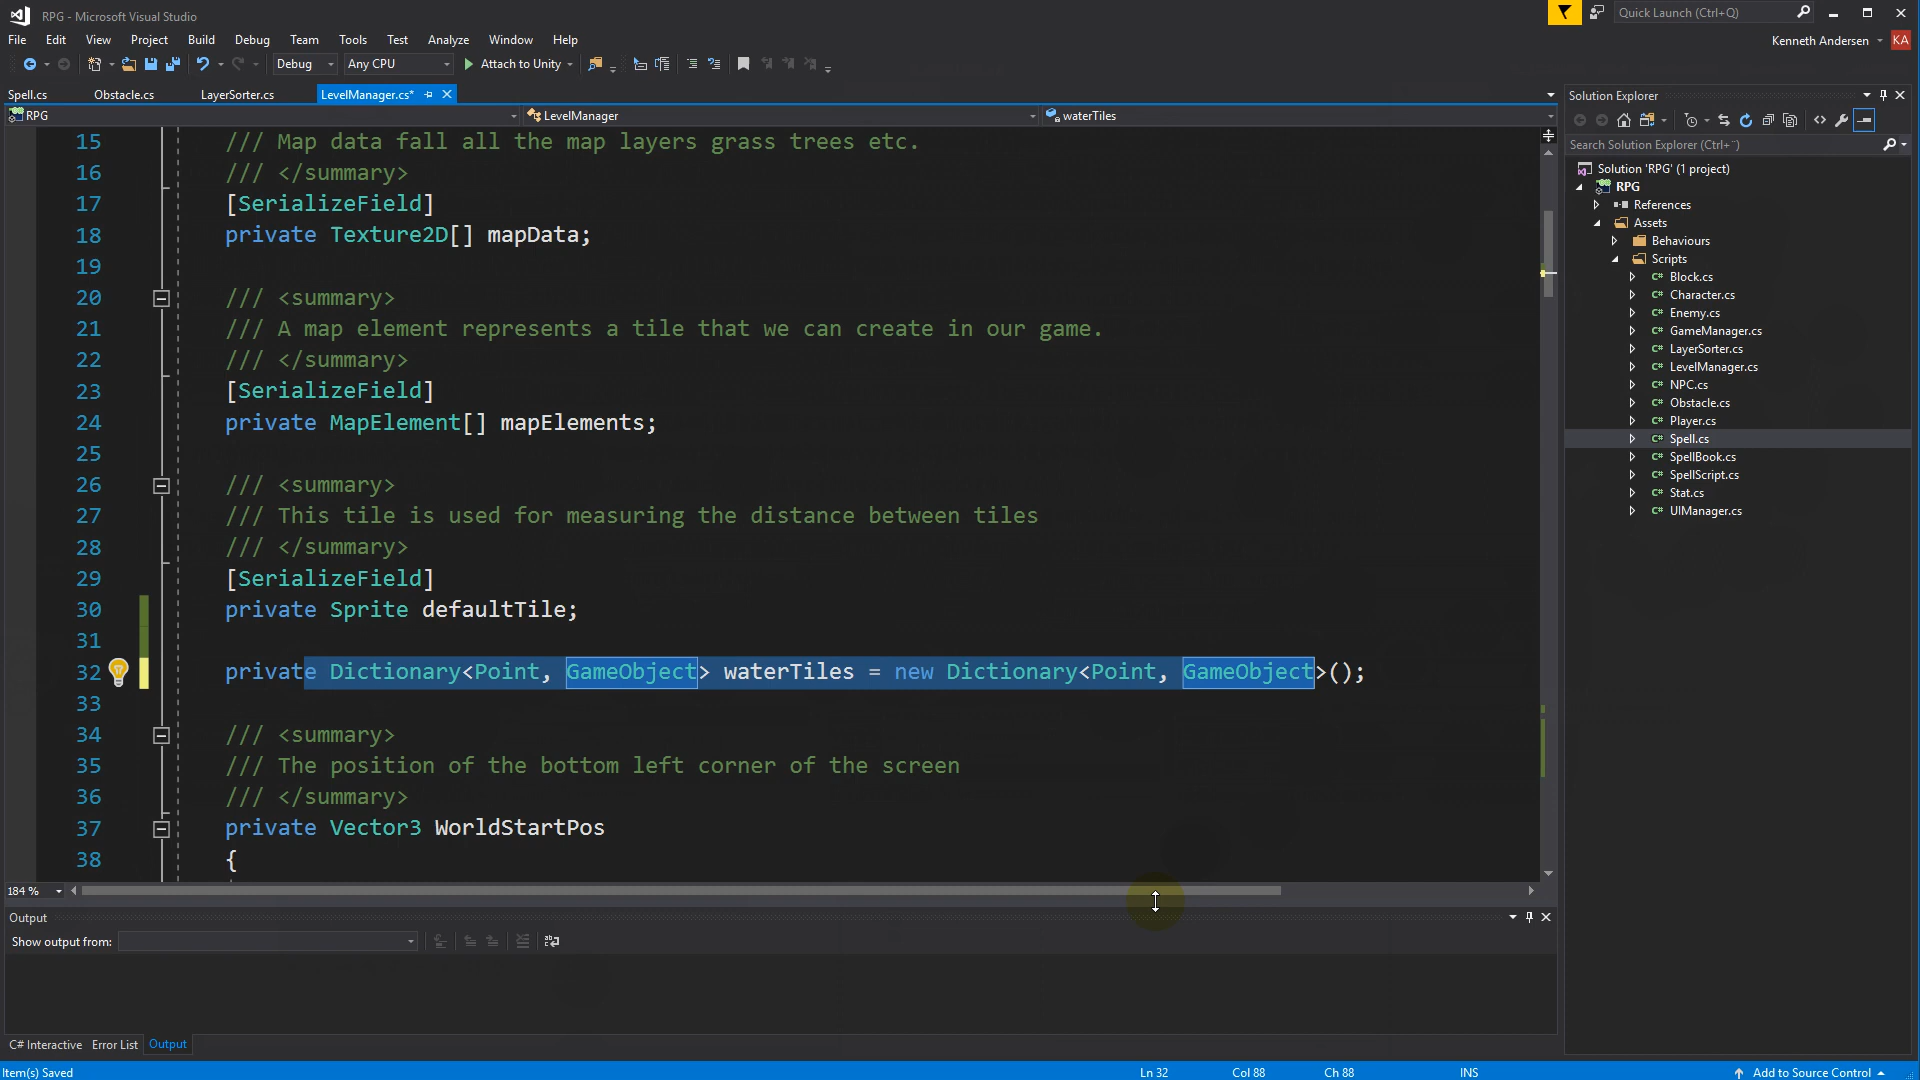 RPG - Microsoft Visual Studio
Quick Launch (Ctrl+Q)
File Edit View Project Build Debug Team Tools Test Analyze Window Help
Kenneth Andersen KA
Debug Any CPU Attach to Unity
Spell.cs Obstacle.cs LayerSorter.cs LevelManager.cs*
RPG LevelManager waterTiles
15 /// Map data fall all the map layers grass trees etc.
16 /// </summary>
17 [SerializeField]
18 private Texture2D[] mapData;
19
20 /// <summary>
21 /// A map element represents a tile that we can create in our game.
22 /// </summary>
23 [SerializeField]
24 private MapElement[] mapElements;
25
26 /// <summary>
27 /// This tile is used for measuring the distance between tiles
28 /// </summary>
29 [SerializeField]
30 private Sprite defaultTile;
31
32 private Dictionary<Point, GameObject> waterTiles = new Dictionary<Point, GameObject>();
33
34 /// <summary>
35 /// The position of the bottom left corner of the screen
36 /// </summary>
37 private Vector3 WorldStartPos
38 {
184 %
Output
Show output from:
C# Interactive Error List Output
Solution Explorer
Search Solution Explorer (Ctrl+¨)
Solution 'RPG' (1 project)
RPG
References
Assets
Behaviours
Scripts
C# Block.cs
C# Character.cs
C# Enemy.cs
C# GameManager.cs
C# LayerSorter.cs
C# LevelManager.cs
C# NPC.cs
C# Obstacle.cs
C# Player.cs
C# Spell.cs
C# SpellBook.cs
C# SpellScript.cs
C# Stat.cs
C# UIManager.cs
Item(s) Saved Ln 32 Col 88 Ch 88 INS Add to Source Control